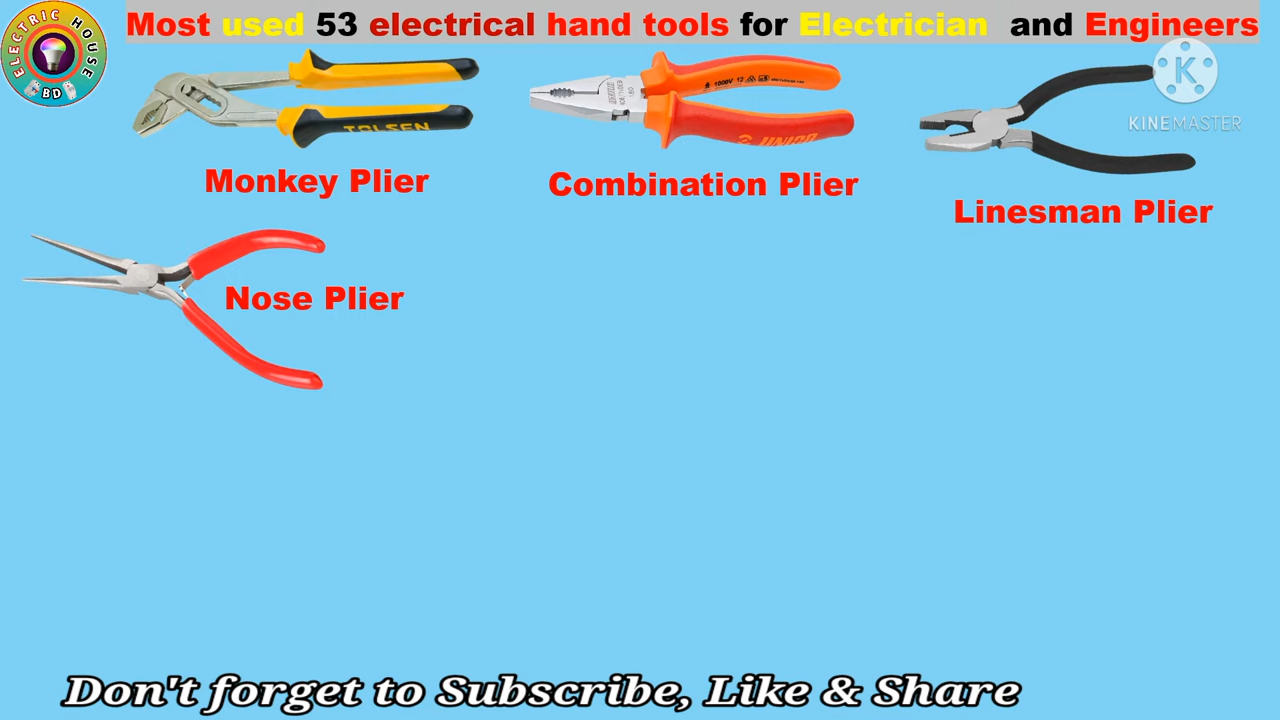 Most used 53 electrical hand tools for Electrician and Engineers
ELECTRIC HOUSE
BD
TOLSEN
1000V
UNIOR
KINEMASTER
Monkey Plier
Combination Plier
Linesman Plier
Nose Plier
Don't forget to Subscribe, Like & Share